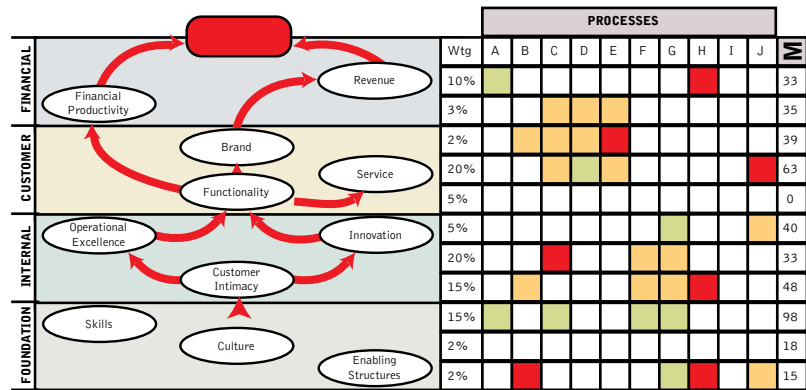 PROCESSES
Wtg A B C D E F G H I J M
FINANCIAL
Revenue
Financial
Productivity
10% 33
3% 35
CUSTOMER
Brand
Service
Functionality
2% 39
20% 63
5% 0
INTERNAL
Operational
Excellence
Innovation
Customer
Intimacy
5% 40
20% 33
15% 48
FOUNDATION
Skills
Culture
Enabling
Structures
15% 98
2% 18
2% 15